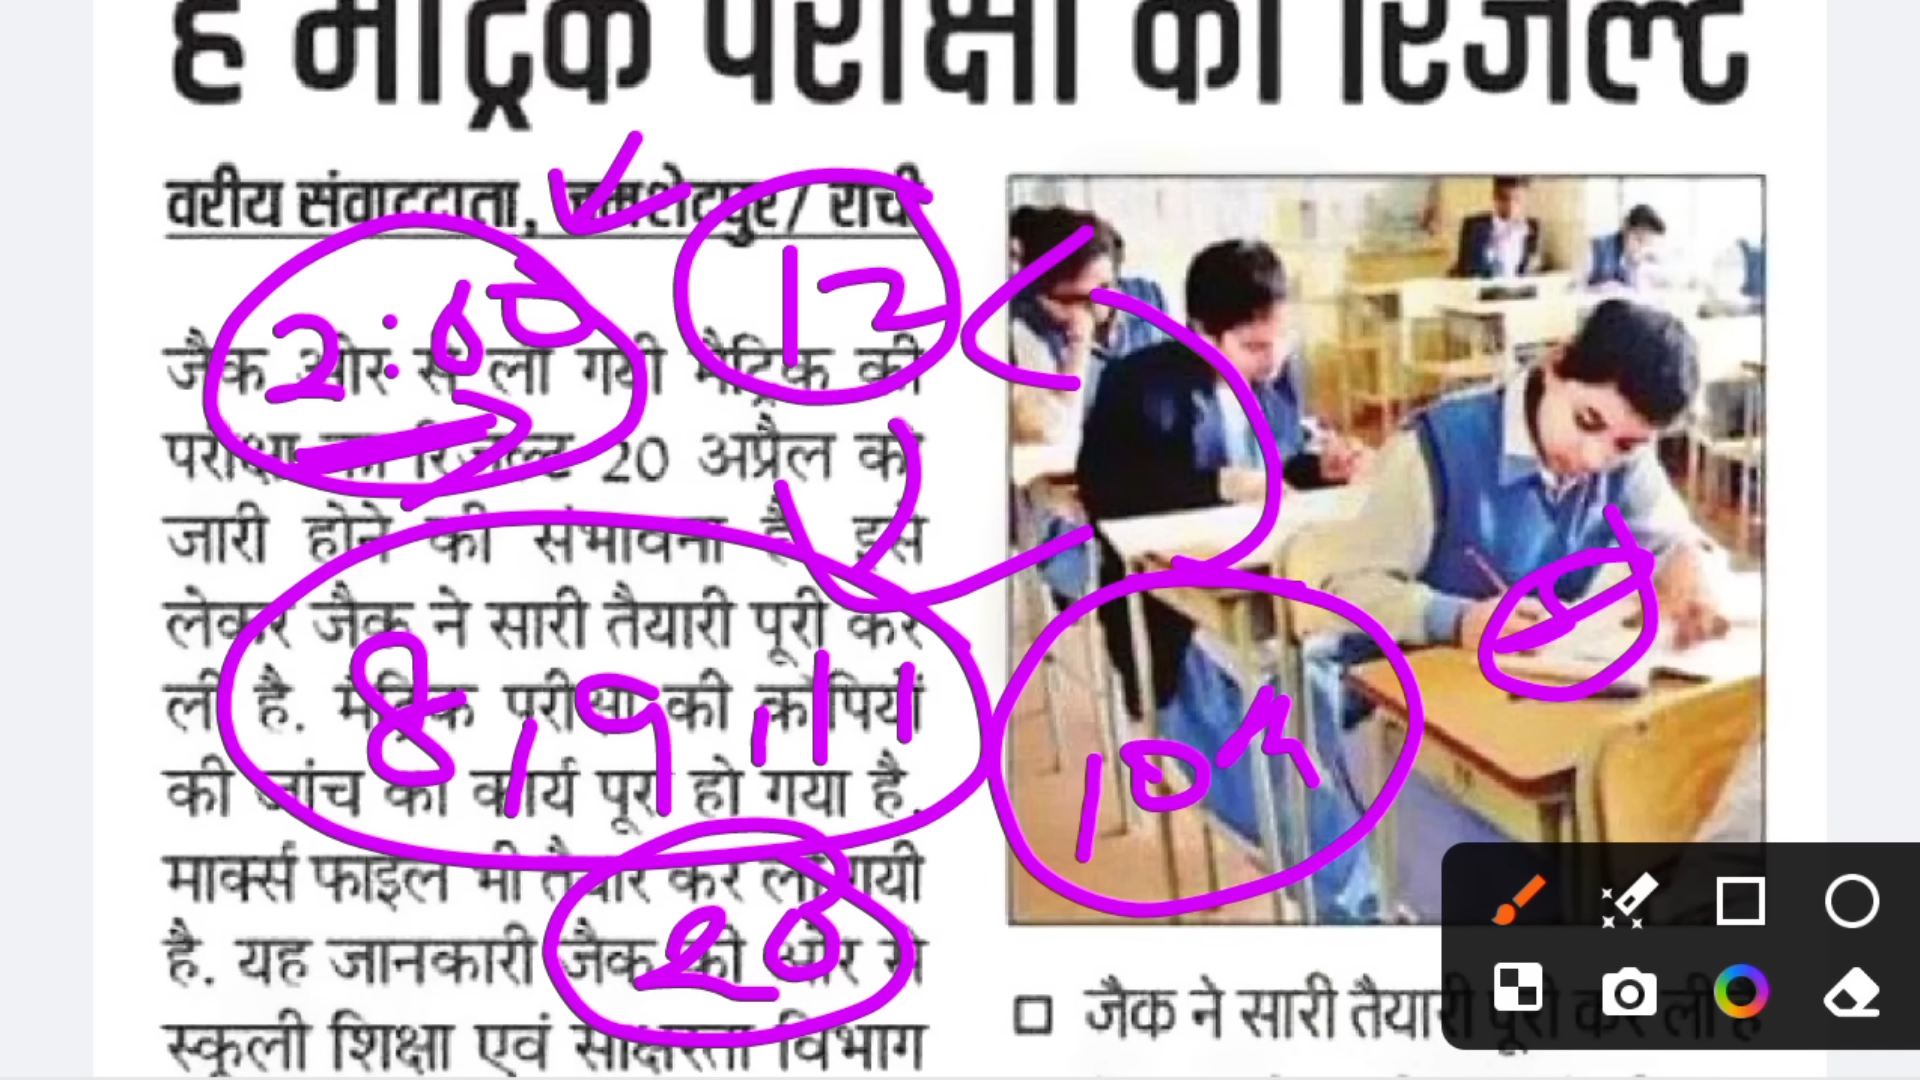 है मैट्रिक परीक्षा का रिजल्ट
वरीय संवाददाता, जमशेदपुर/ रांची
12
2:00
जैक ओर से ली गयी मैट्रिक की
परीक्षा का रिजल्ट 20 अप्रैल को
जारी होने की संभावना है. इसे
लेकर जैक ने सारी तैयारी पूरी कर
ली है. मैट्रिक परीक्षा की कॉपियों
8,9,11
10th
की जांच का कार्य पूरा हो गया है.
मार्क्स फाइल भी तैयार कर ली गयी
है. यह जानकारी जैक की ओर से
20
स्कूली शिक्षा एवं साक्षरता विभाग
जैक ने सारी तैयारी पूरी कर ली है